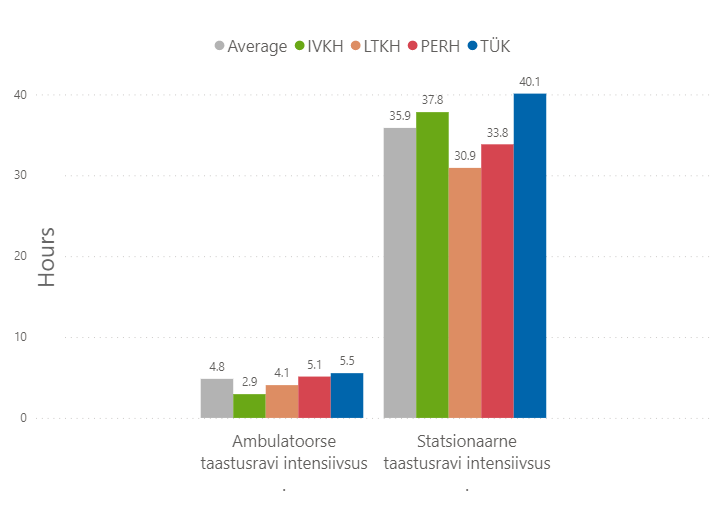 Average IVKH LTKH PERH TÜK
40
30
20
10
0
Hours
4.8 2.9 4.1 5.1 5.5
35.9 37.8 30.9 33.8 40.1
Ambulatoorse
taastusravi intensiivsus
.
Statsionaarne
taastusravi intensiivsus
.